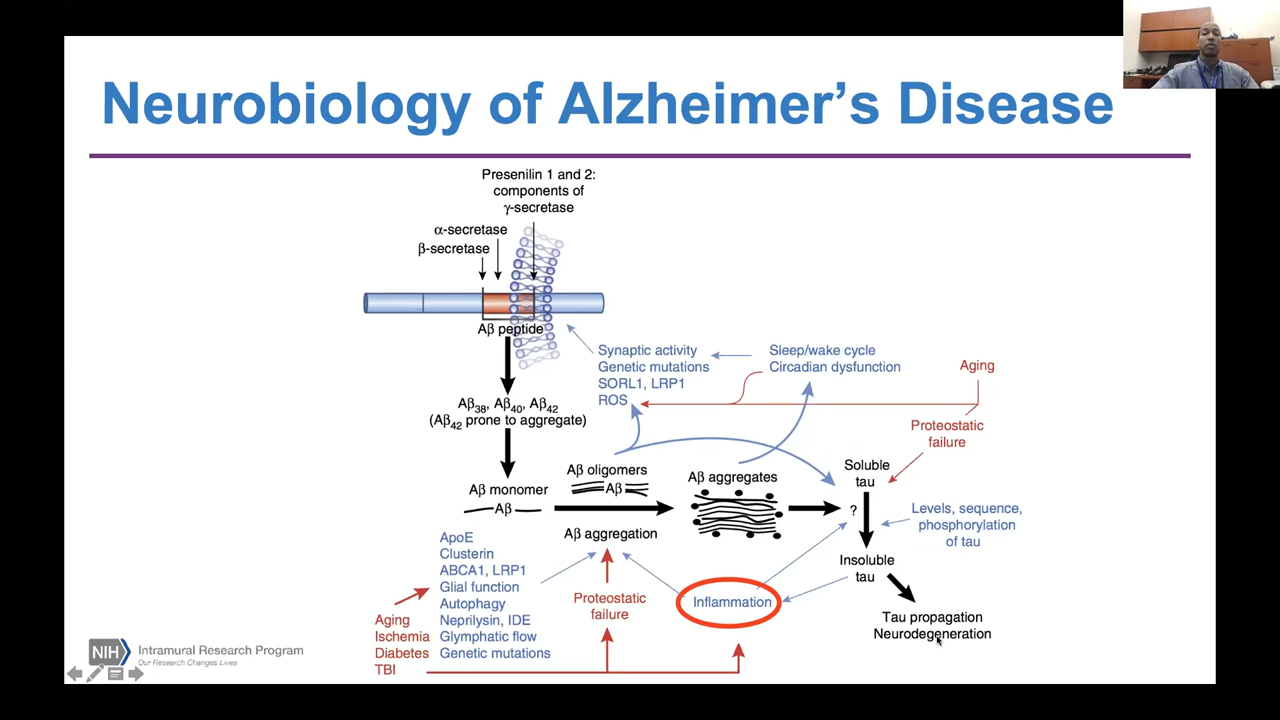 Neurobiology of Alzheimer's Disease
Presenilin 1 and 2:
components of
γ-secretase
α-secretase
β-secretase
Aβ peptide
Synaptic activity
Genetic mutations
SORL1, LRP1
ROS
Sleep/wake cycle
Circadian dysfunction
Aging
Aβ38, Aβ40, Aβ42
(Aβ42 prone to aggregate)
Proteostatic
failure
Aβ monomer
Aβ
Aβ oligomers
Aβ
Aβ aggregation
Aβ aggregates
Soluble
tau
?
Levels, sequence,
phosphorylation
of tau
Insoluble
tau
Tau propagation
Neurodegeneration
ApoE
Clusterin
ABCA1, LRP1
Glial function
Autophagy
Neprilysin, IDE
Glymphatic flow
Genetic mutations
Proteostatic
failure
Inflammation
Aging
Ischemia
Diabetes
TBI
NIH
Intramural Research Program
Our Research Changes Lives